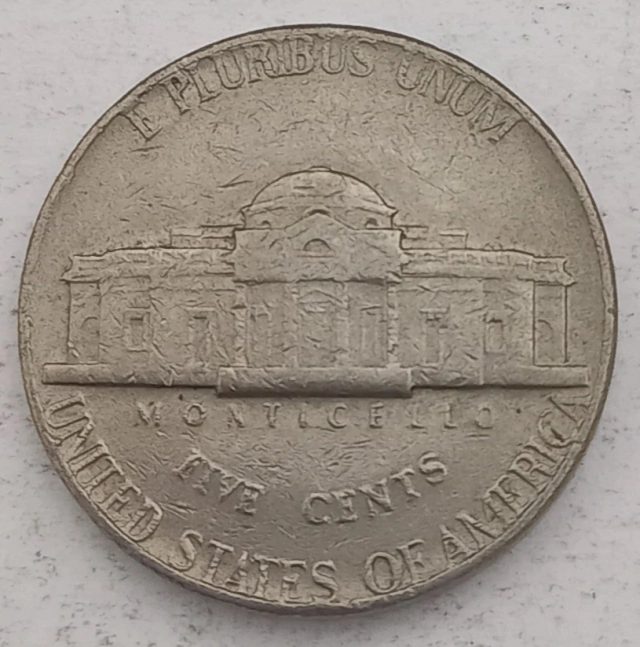 E PLURIBUS UNUM
MONTICELLO
FIVE CENTS
UNITED STATES OF AMERICA